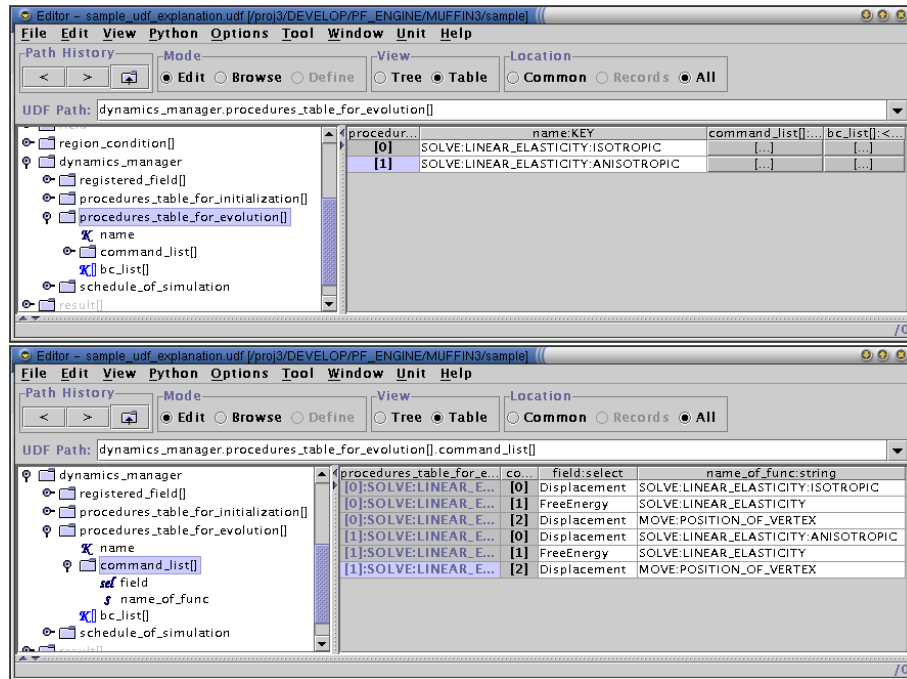 Editor - sample_udf_explanation.udf [/proj3/DEVELOP/PF_ENGINE/MUFFIN3/sample]
File Edit View Python Options Tool Window Unit Help
Path History Mode View Location
< > Edit Browse Define Tree Table Common Records All
UDF Path: dynamics_manager.procedures_table_for_evolution[]
region_condition[]
dynamics_manager
registered_field[]
procedures_table_for_initialization[]
procedures_table_for_evolution[]
K name
command_list[]
K[] bc_list[]
schedule_of_simulation
result[]
procedur... name:KEY command_list[]:... bc_list[]:<...
[0] SOLVE:LINEAR_ELASTICITY:ISOTROPIC [...] [...]
[1] SOLVE:LINEAR_ELASTICITY:ANISOTROPIC [...] [...]
Editor - sample_udf_explanation.udf [/proj3/DEVELOP/PF_ENGINE/MUFFIN3/sample]
File Edit View Python Options Tool Window Unit Help
Path History Mode View Location
< > Edit Browse Define Tree Table Common Records All
UDF Path: dynamics_manager.procedures_table_for_evolution[].command_list[]
dynamics_manager
registered_field[]
procedures_table_for_initialization[]
procedures_table_for_evolution[]
K name
command_list[]
sel field
s name_of_func
K[] bc_list[]
schedule_of_simulation
procedures_table_for_e... co... field:select name_of_func:string
[0]:SOLVE:LINEAR_E... [0] Displacement SOLVE:LINEAR_ELASTICITY:ISOTROPIC
[0]:SOLVE:LINEAR_E... [1] FreeEnergy SOLVE:LINEAR_ELASTICITY
[0]:SOLVE:LINEAR_E... [2] Displacement MOVE:POSITION_OF_VERTEX
[1]:SOLVE:LINEAR_E... [0] Displacement SOLVE:LINEAR_ELASTICITY:ANISOTROPIC
[1]:SOLVE:LINEAR_E... [1] FreeEnergy SOLVE:LINEAR_ELASTICITY
[1]:SOLVE:LINEAR_E... [2] Displacement MOVE:POSITION_OF_VERTEX